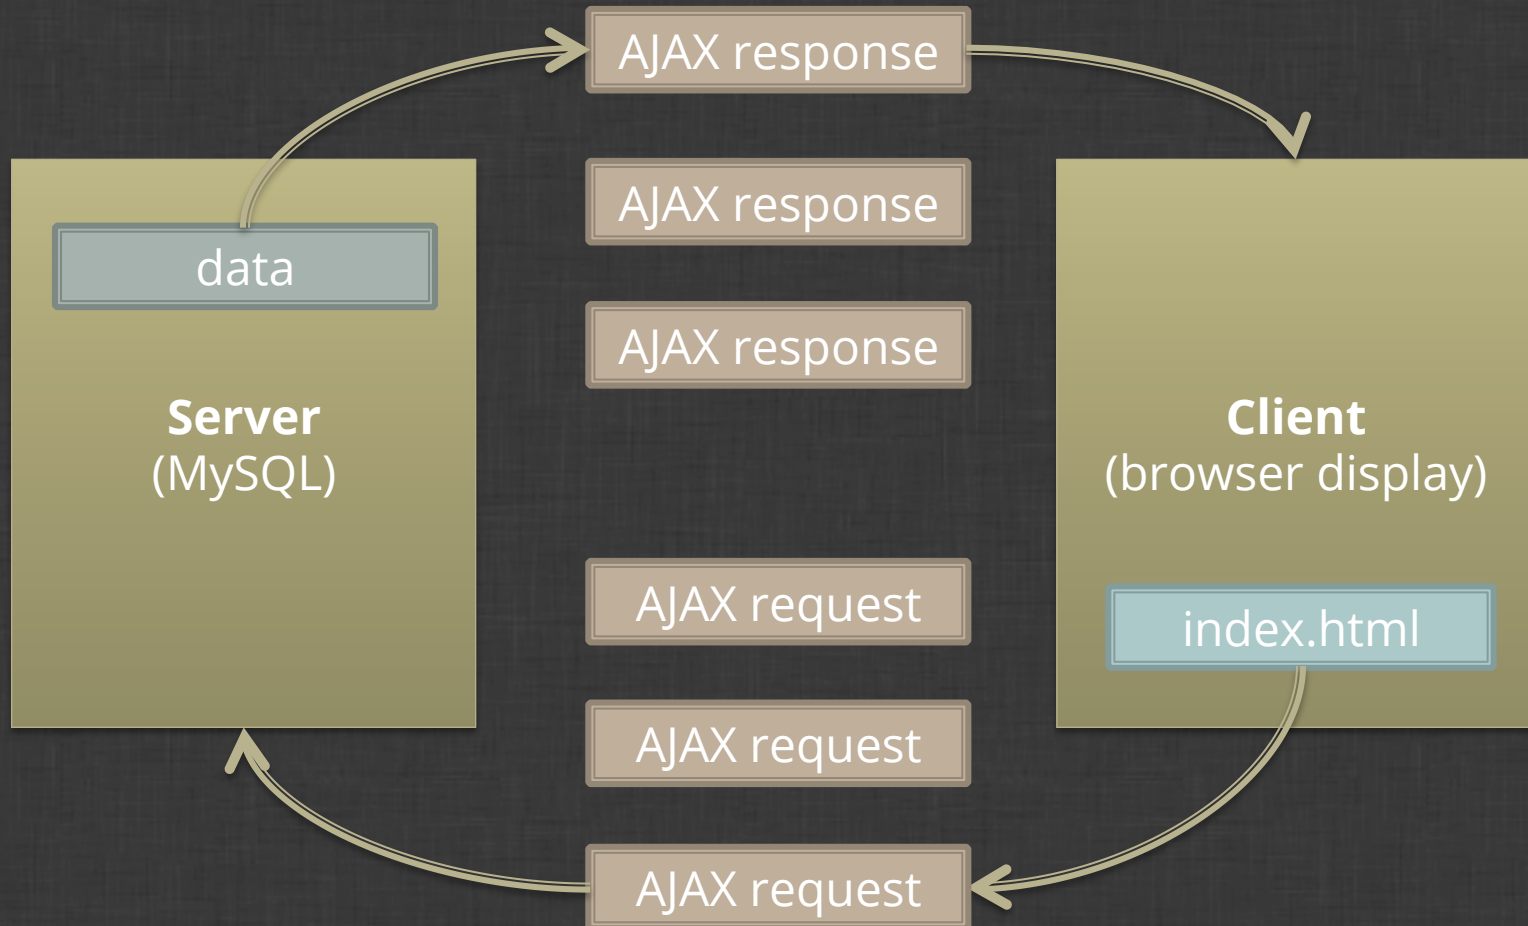 AJAX response
AJAX response
data
AJAX response
Server
(MySQL)
Client
(browser display)
AJAX request
index.html
AJAX request
AJAX request